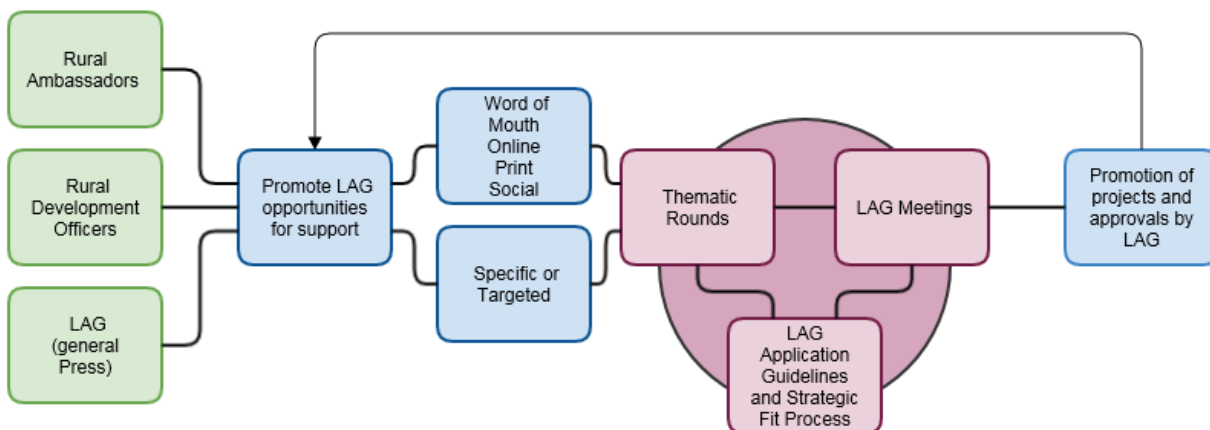 Rural
Ambassadors
Rural
Development
Officers
LAG
(general
Press)
Promote LAG
opportunities
for support
Word of
Mouth
Online
Print
Social
Specific or
Targeted
Thematic
Rounds
LAG Meetings
LAG
Application
Guidelines
and Strategic
Fit Process
Promotion of
projects and
approvals by
LAG